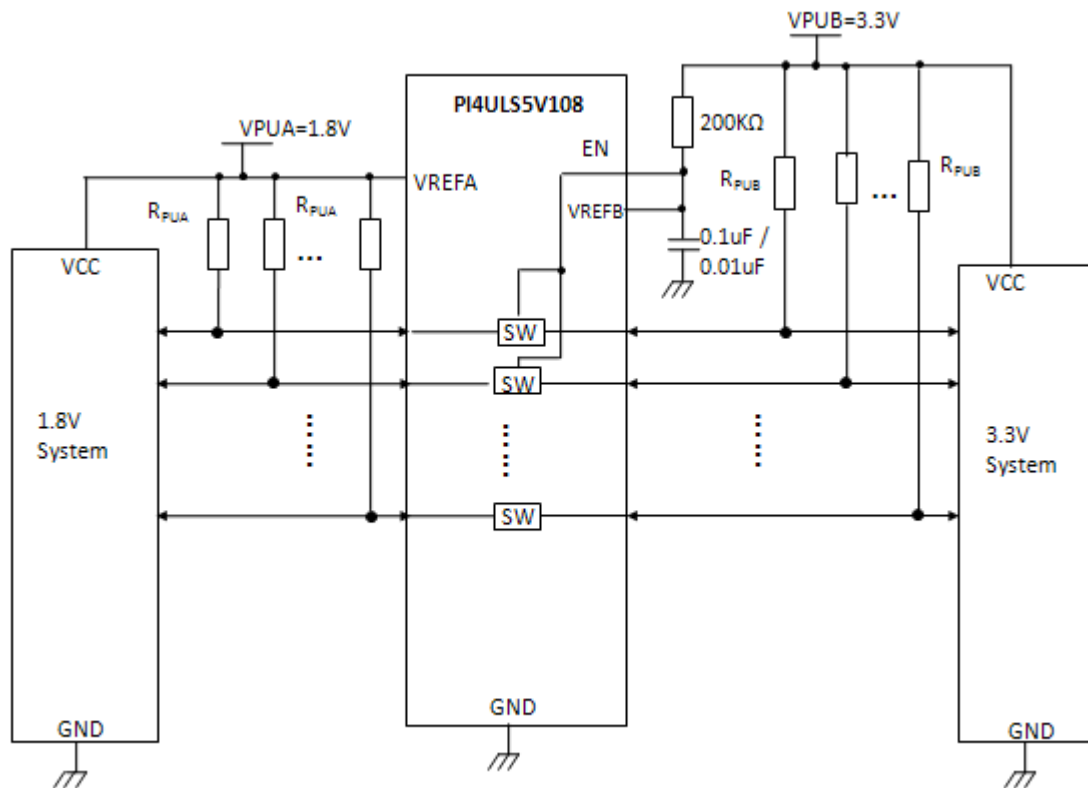 VPUB=3.3V
PI4ULS5V108
200KΩ
VPUA=1.8V
EN
VREFA
RPUB
RPUB
RPUA
RPUA
VREFB
...
...
0.1uF /
0.01uF
VCC
VCC
SW
SW
1.8V
System
3.3V
System
SW
GND
GND
GND